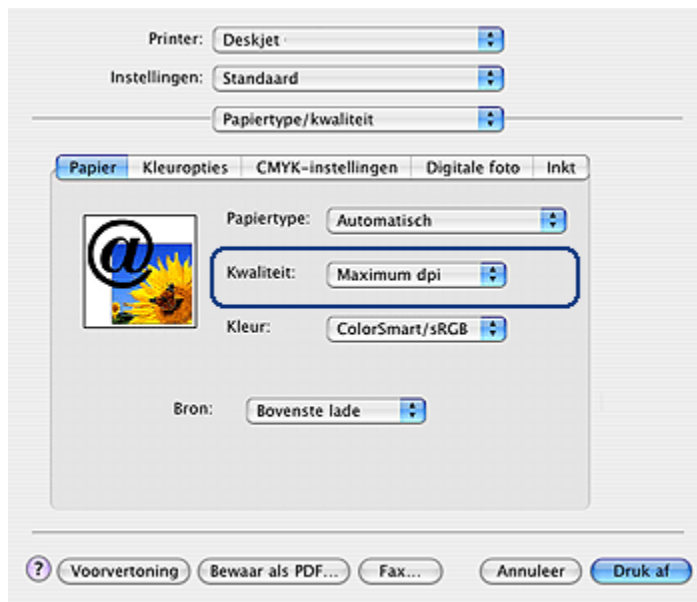 Printer: Deskjet
Instellingen: Standaard
Papiertype/kwaliteit
Papier Kleuropties CMYK-instellingen Digitale foto Inkt
@
Papiertype: Automatisch
Kwaliteit: Maximum dpi
Kleur: ColorSmart/sRGB
Bron: Bovenste lade
? Voorvertoning Bewaar als PDF... Fax... Annuleer Druk af